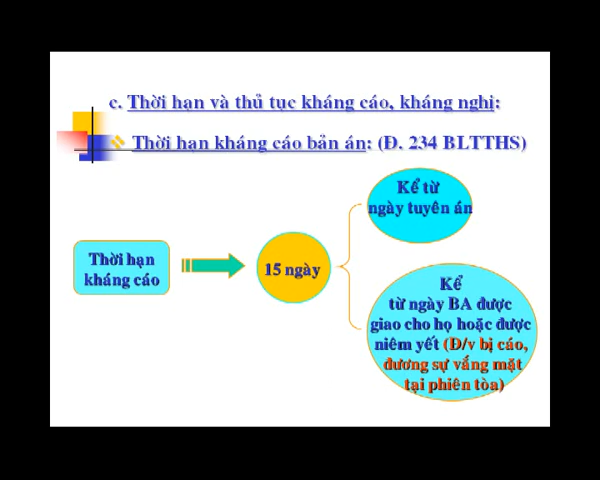 c. Thời hạn và thủ tục kháng cáo, kháng nghị:
Thời han kháng cáo bản án: (Đ. 234 BLTTHS)
Kể từ
ngày tuyên án
Thời hạn
kháng cáo
15 ngày
Kể
từ ngày BA được
giao cho họ hoặc được
niêm yết (Đ/v bị cáo,
đương sự vắng mặt
tại phiên tòa)